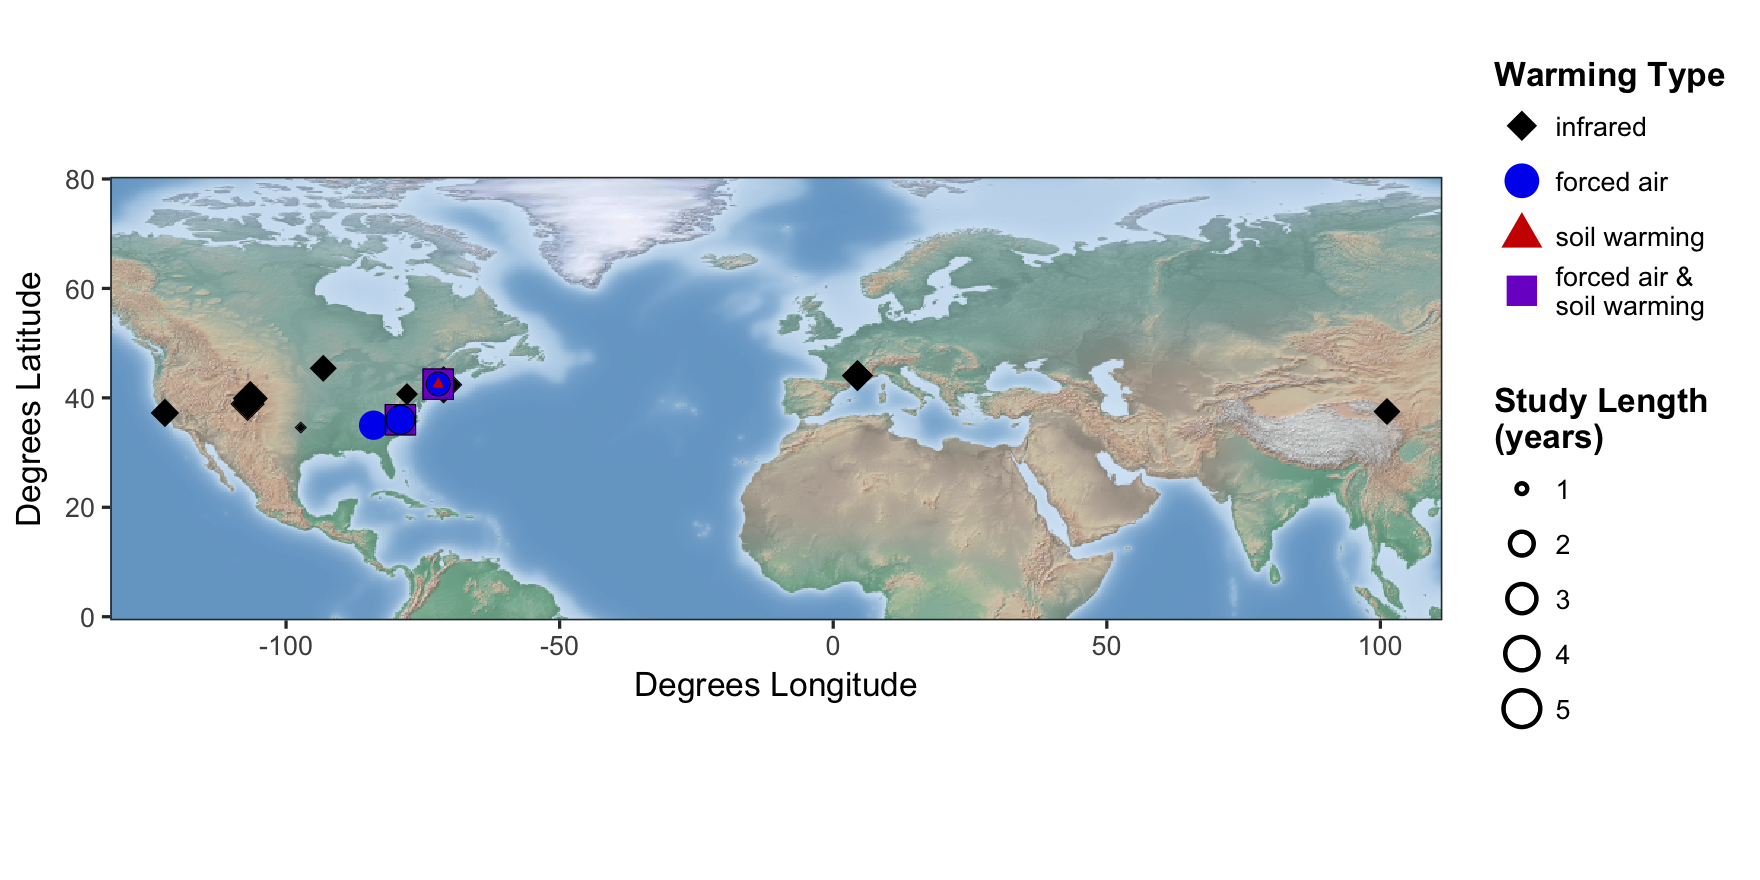 Warming Type
infrared
forced air
soil warming
forced air &
soil warming
Study Length
(years)
1
2
3
4
5
Degrees Latitude
80
60
40
20
0
-100
-50
0
50
100
Degrees Longitude